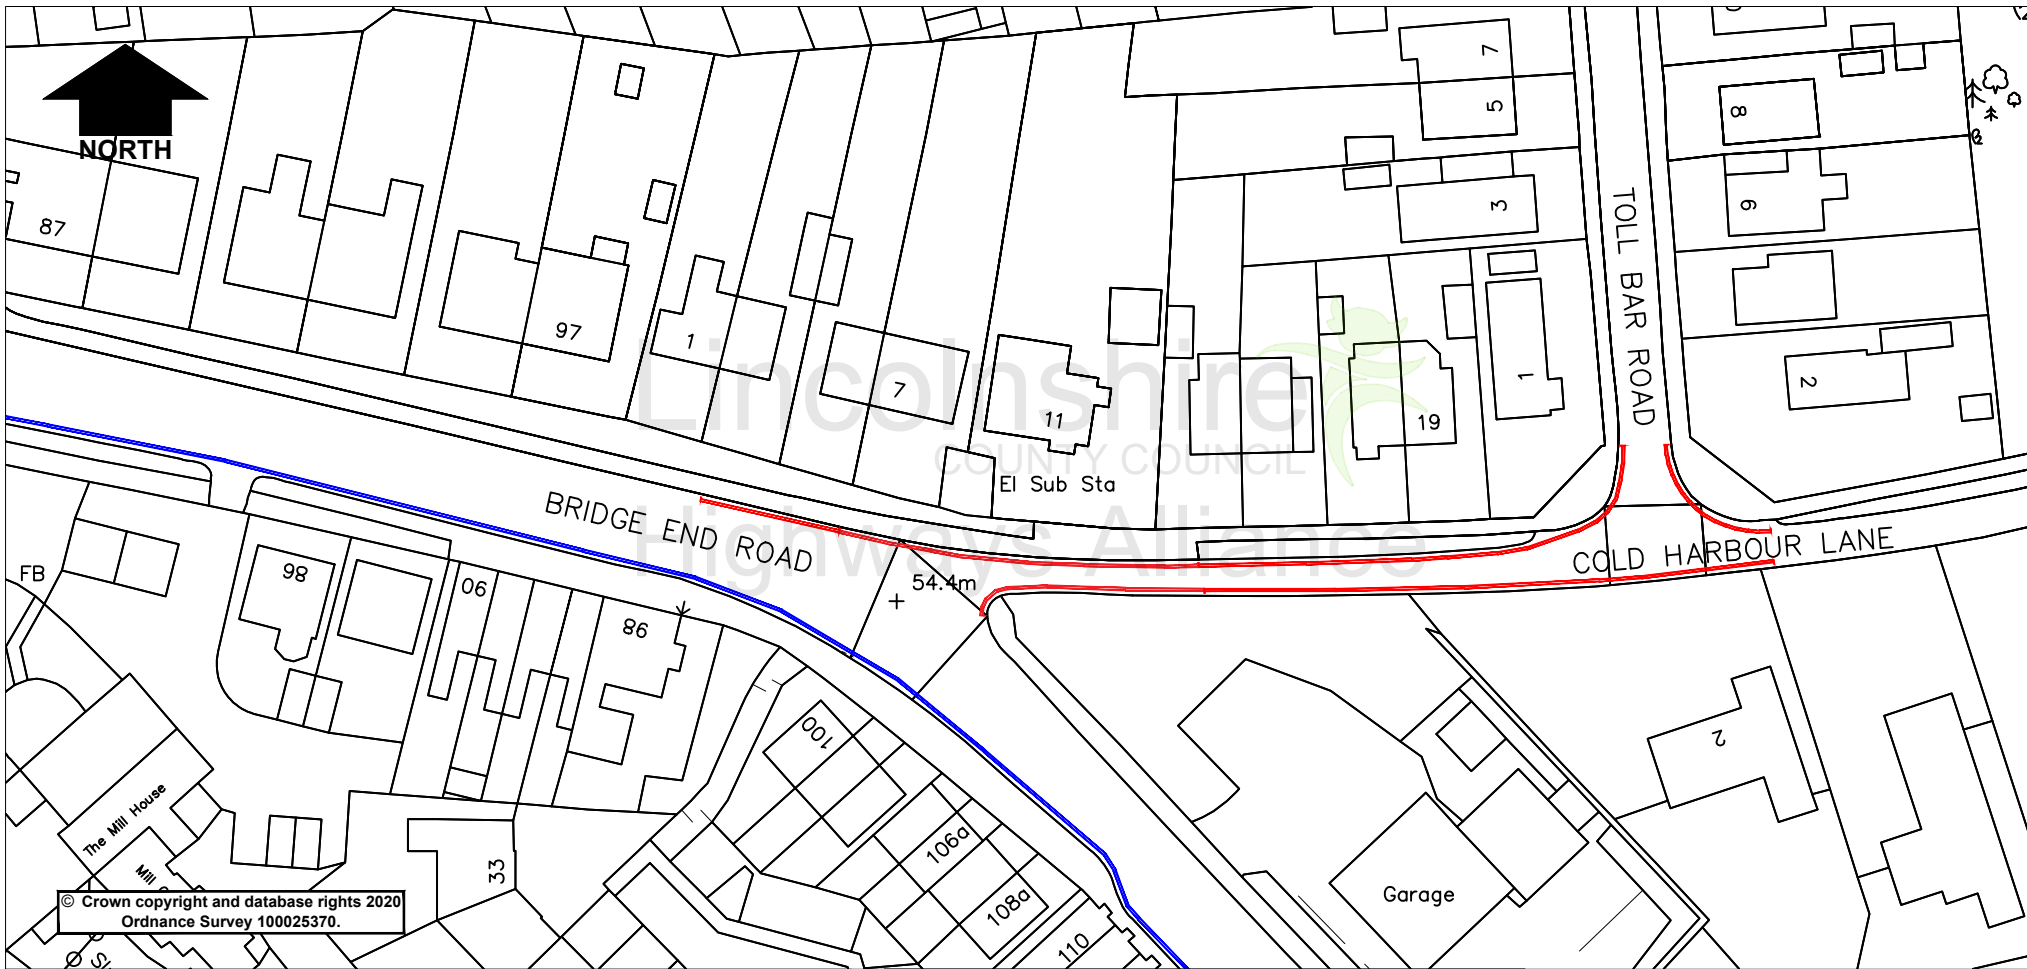 NORTH
87
97
1
7
11
El Sub Sta
19
1
3
5
7
8
6
2
TOLL BAR ROAD
BRIDGE END ROAD
COLD HARBOUR LANE
54.4m
Lincolnshire
COUNTY COUNCIL
Highways Alliance
FB
98
90
98
100
106a
108a
110
33
2
Garage
The Mill House
Mill
© Crown copyright and database rights 2020
Ordnance Survey 100025370.